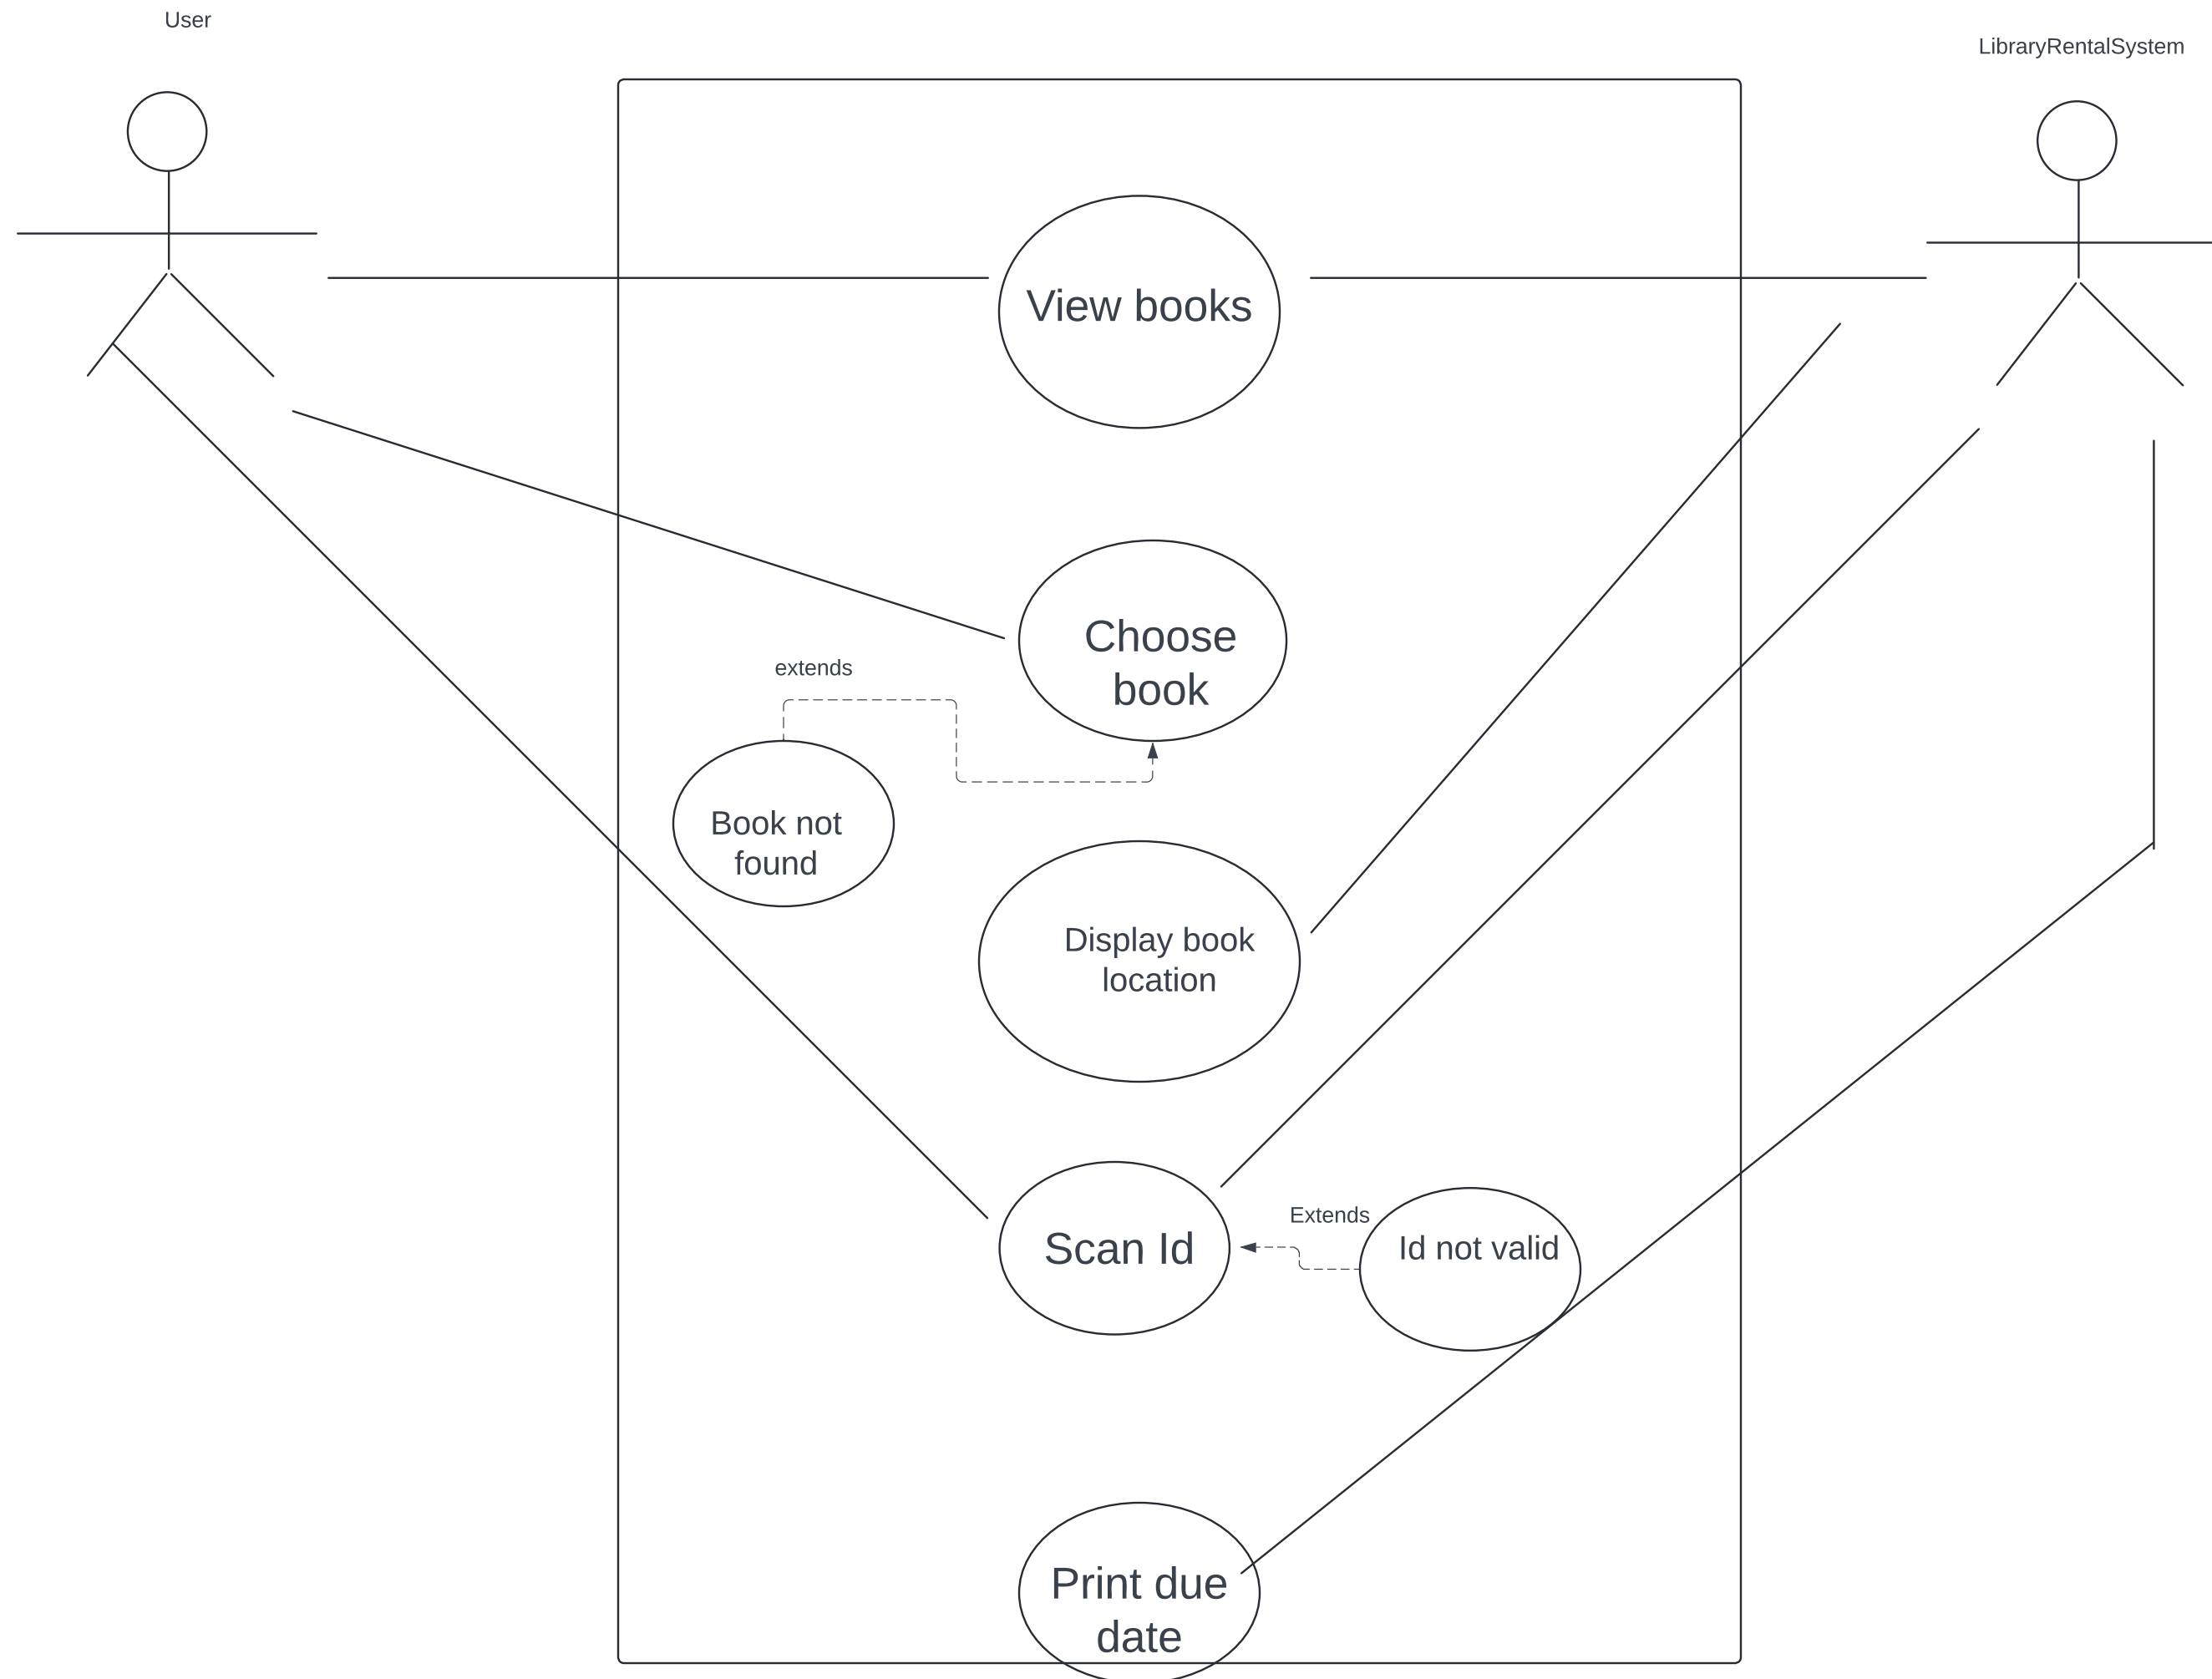 User
LibraryRentalSystem
View books
Choose
book
extends
Book not
found
Display book
location
Extends
Scan Id
Id not valid
Print due
date